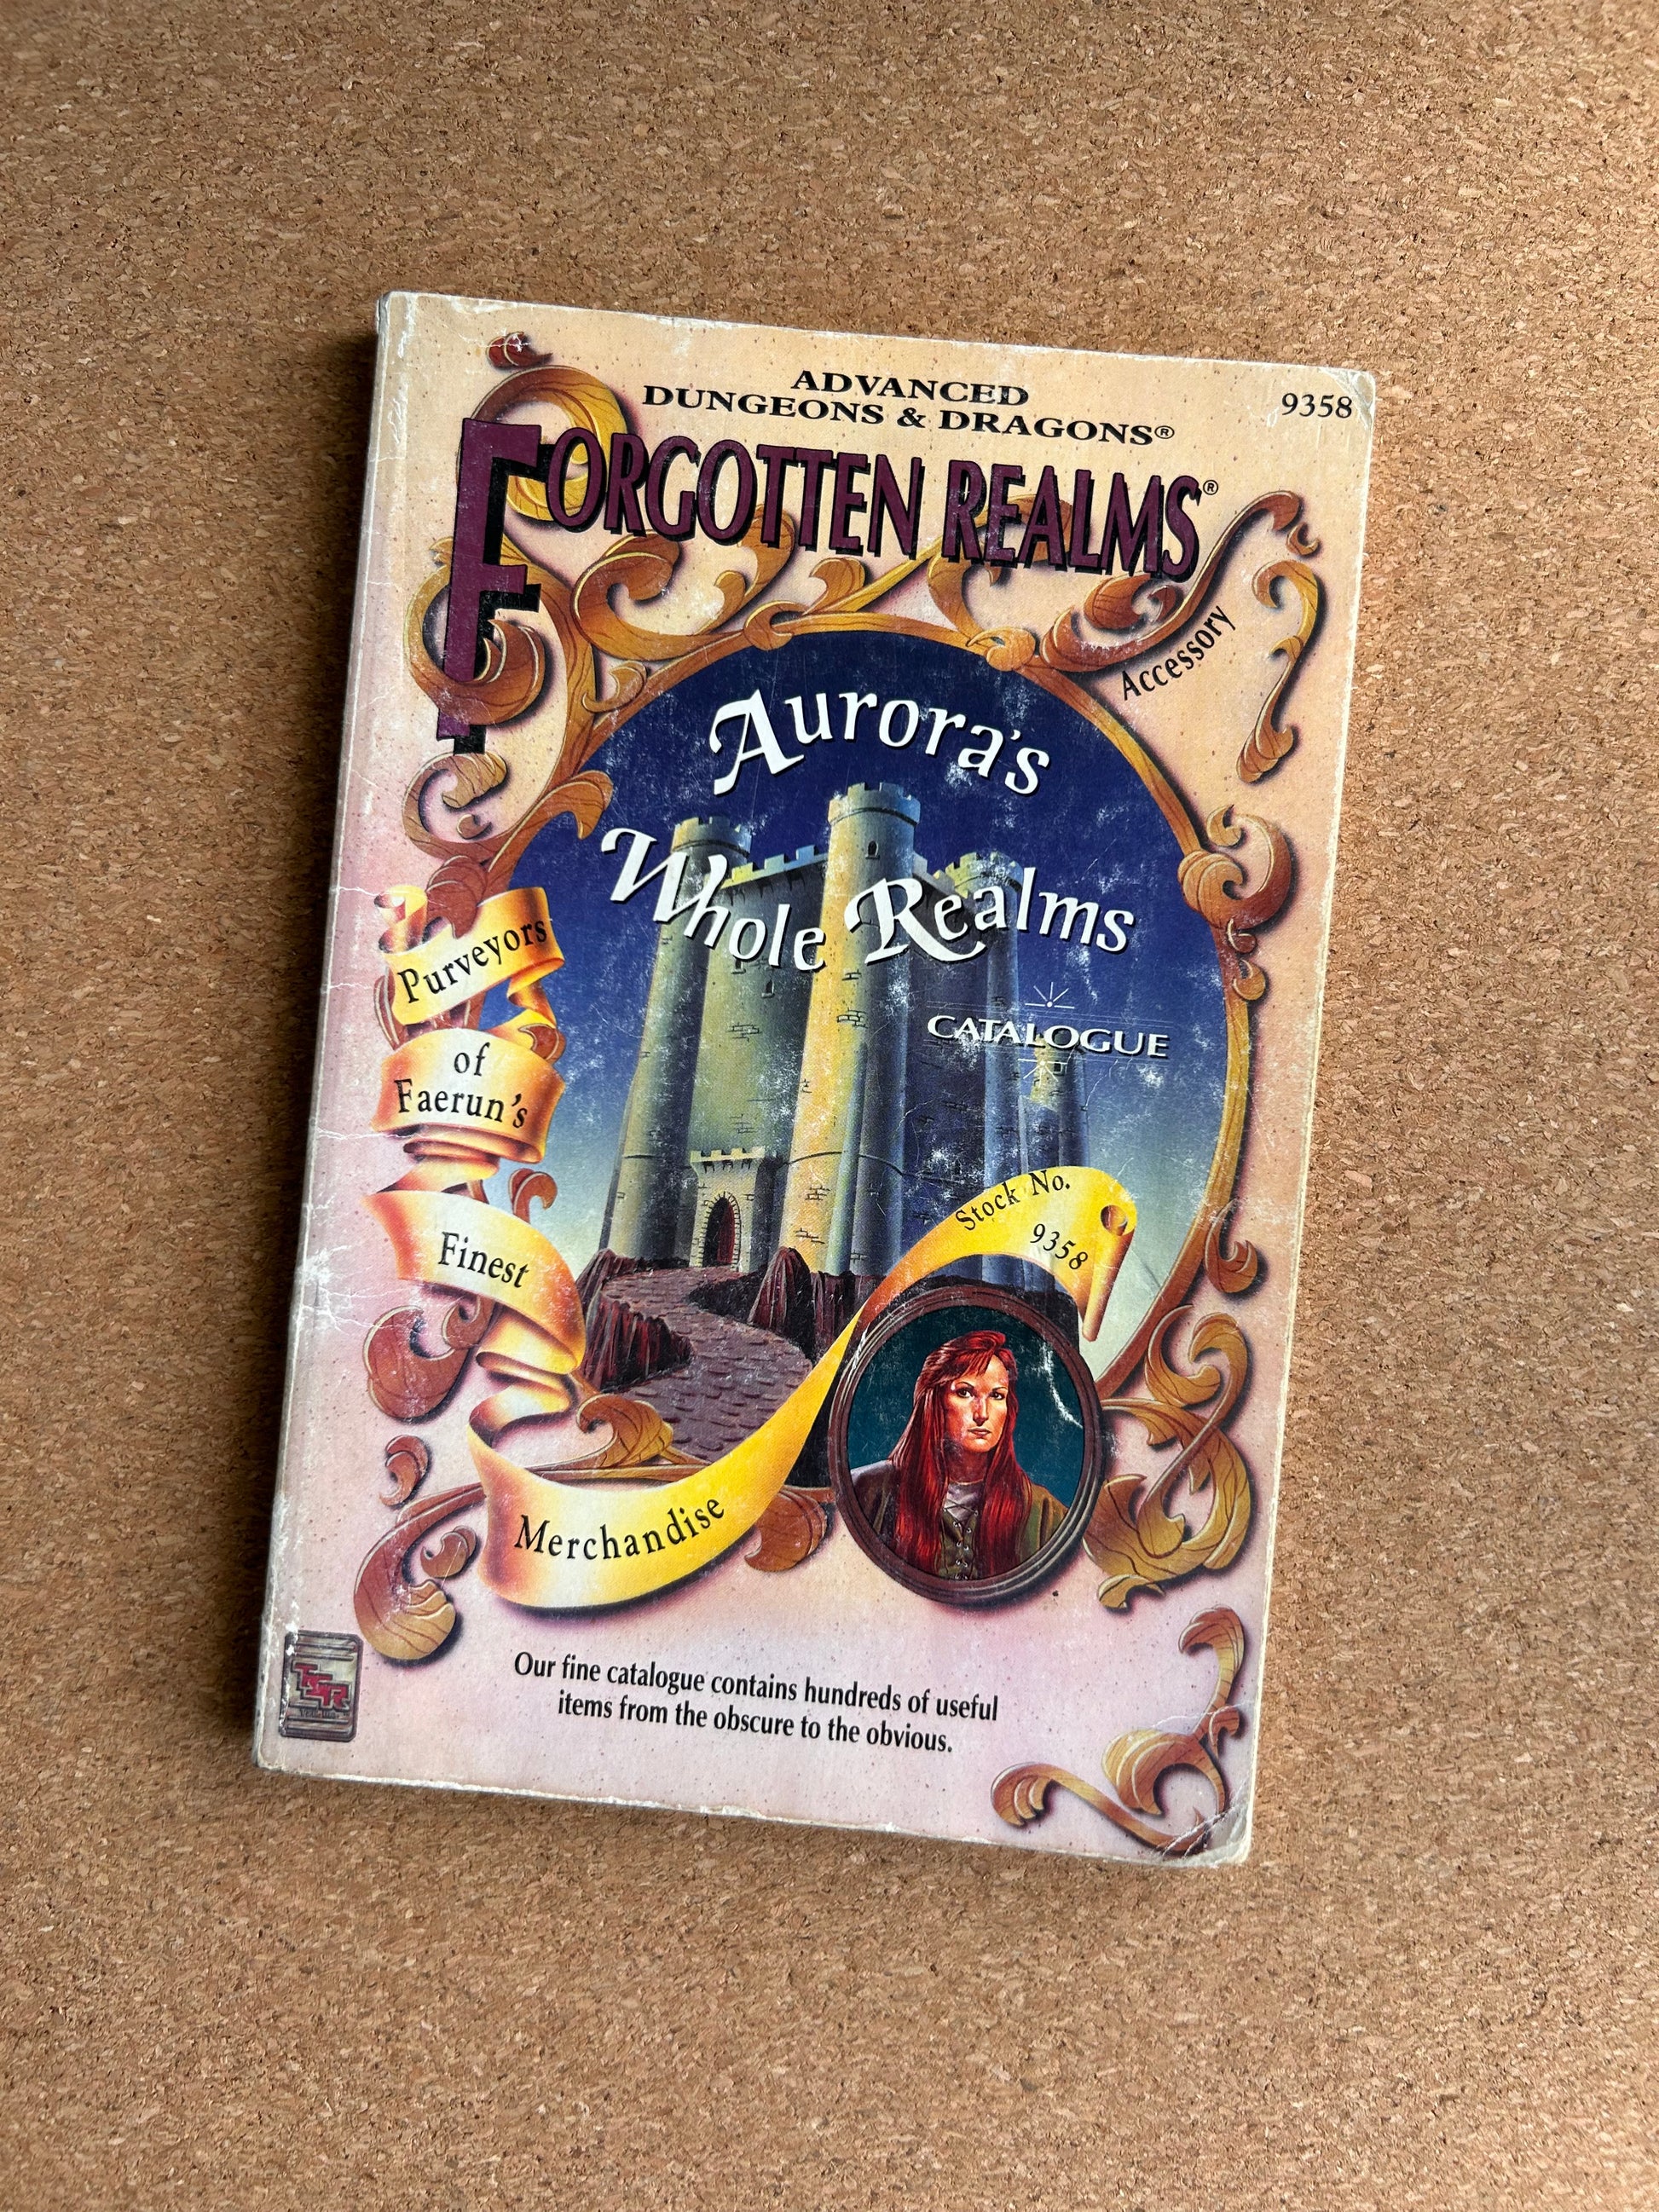 ADVANCED
DUNGEONS & DRAGONS®
9358
FORGOTTEN REALMS®
Accessory
Aurora's
Whole Realms
CATALOGUE
Purveyors
of
Faerun's
Finest
Merchandise
Stock No.
9358
TSR
Our fine catalogue contains hundreds of useful
items from the obscure to the obvious.